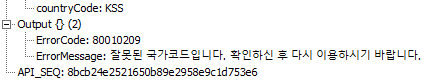 countryCode: KSS
Output {} (2)
ErrorCode: 80010209
ErrorMessage: 잘못된 국가코드입니다. 확인하신 후 다시 이용하시기 바랍니다.
API_SEQ: 8bcb24e2521650b89e2958e9c1d753e6